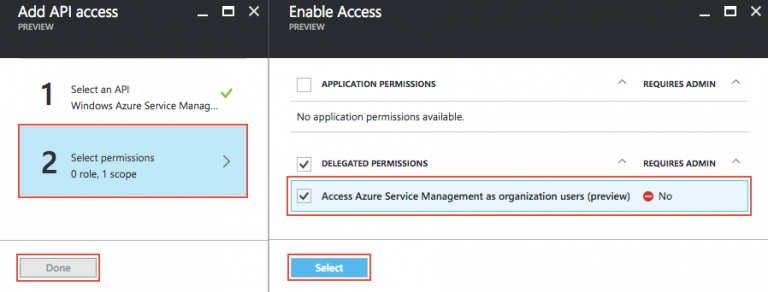 Add API access
PREVIEW
1
Select an API
Windows Azure Service Manag...
2
Select permissions
0 role, 1 scope
Done
Enable Access
PREVIEW
APPLICATION PERMISSIONS REQUIRES ADMIN
No application permissions available.
DELEGATED PERMISSIONS REQUIRES ADMIN
Access Azure Service Management as organization users (preview) No
Select